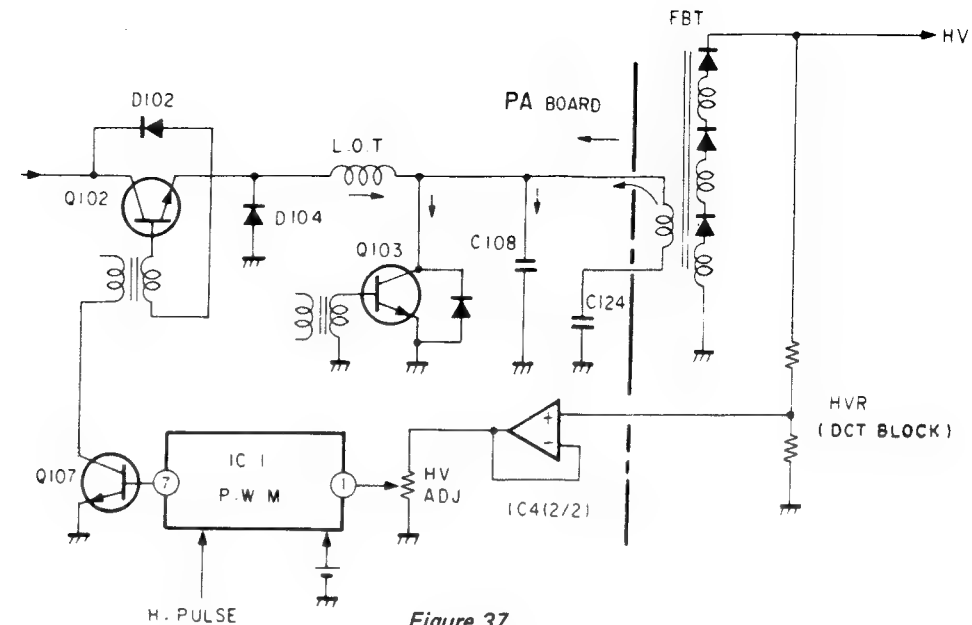 FBT
HV
D102
PA BOARD
L.O.T
Q102
D104
Q103
C108
C124
HVR
(DCT BLOCK)
IC 1
P.W M
7
1
Q107
HV
ADJ
+
−
IC4(2/2)
H. PULSE
Figure 37